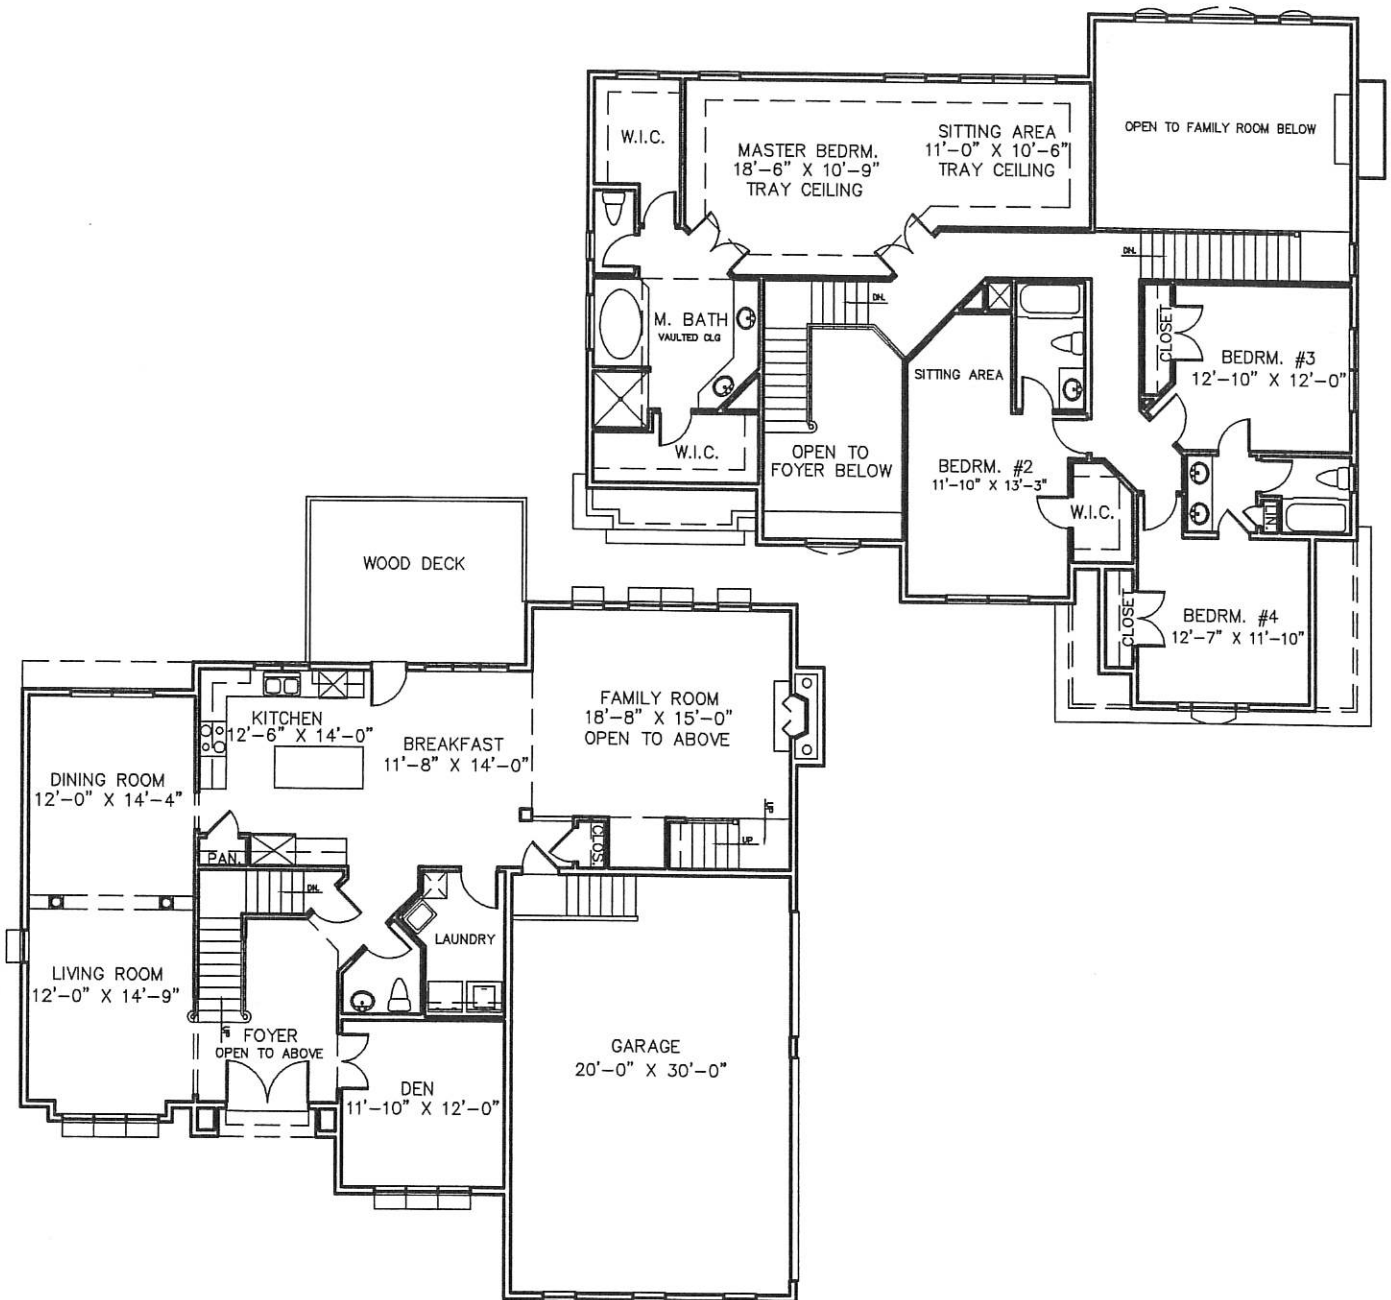 OPEN TO FAMILY ROOM BELOW
W.I.C.
MASTER BEDRM.
18'-6" X 10'-9"
TRAY CEILING
SITTING AREA
11'-0" X 10'-6"
TRAY CEILING
DN.
DN.
M. BATH
VAULTED CLG
SITTING AREA
CLOSET
BEDRM. #3
12'-10" X 12'-0"
W.I.C.
OPEN TO
FOYER BELOW
BEDRM. #2
11'-10" X 13'-3"
W.I.C.
LIN.
CLOSET
BEDRM. #4
12'-7" X 11'-10"
WOOD DECK
KITCHEN
12'-6" X 14'-0"
BREAKFAST
11'-8" X 14'-0"
FAMILY ROOM
18'-8" X 15'-0"
OPEN TO ABOVE
DINING ROOM
12'-0" X 14'-4"
UP
UP
PAN.
CLOS.
DN.
LAUNDRY
LIVING ROOM
12'-0" X 14'-9"
UP
FOYER
OPEN TO ABOVE
DEN
11'-10" X 12'-0"
GARAGE
20'-0" X 30'-0"